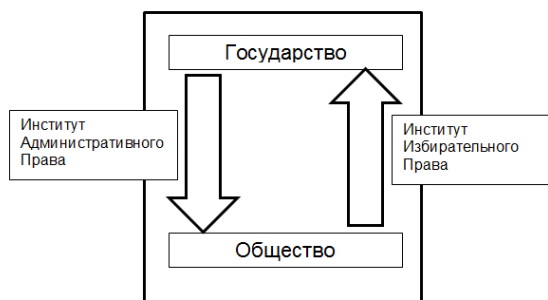 Государство
Институт
Административного
Права
Институт
Избирательного
Права
Общество